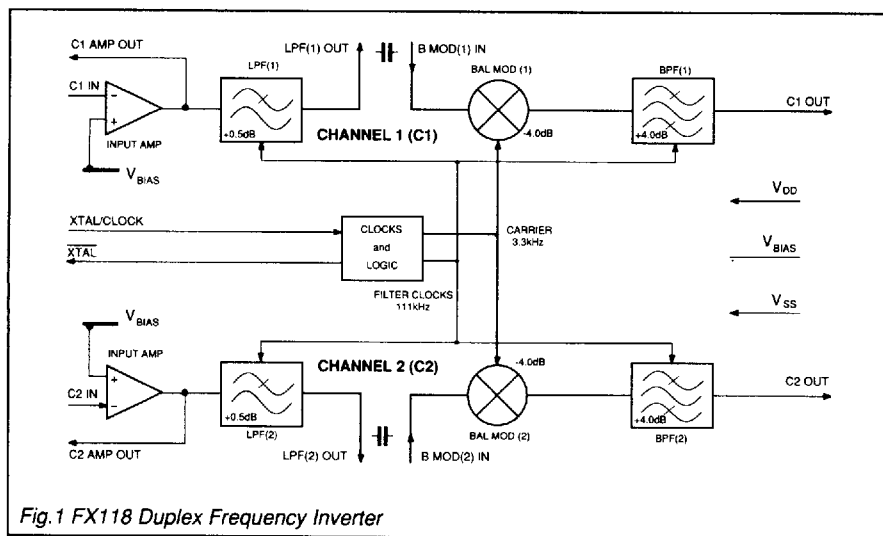 LPF(1) OUT
B MOD(1) IN
C1 AMP OUT
LPF(1)
BAL MOD (1)
BPF(1)
C1 IN
−
+
C1 OUT
+0.5dB
CHANNEL 1 (C1)
-4.0dB
+4.0dB
INPUT AMP
VBIAS
VDD
XTAL/CLOCK
CLOCKS
and
LOGIC
CARRIER
3.3kHz
VBIAS
XTAL
FILTER CLOCKS
111kHz
VSS
VBIAS
INPUT AMP
CHANNEL 2 (C2)
-4.0dB
+
−
C2 IN
C2 OUT
+0.5dB
+4.0dB
LPF(2)
BAL MOD (2)
BPF(2)
C2 AMP OUT
LPF(2) OUT
B MOD(2) IN
Fig.1 FX118 Duplex Frequency Inverter